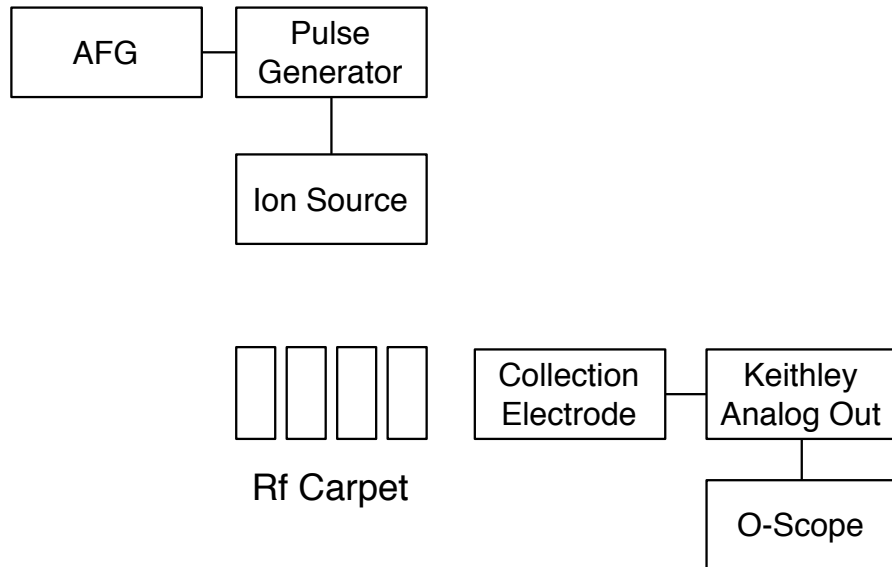 AFG
Pulse
Generator
Ion Source
Collection
Electrode
Keithley
Analog Out
Rf Carpet
O-Scope